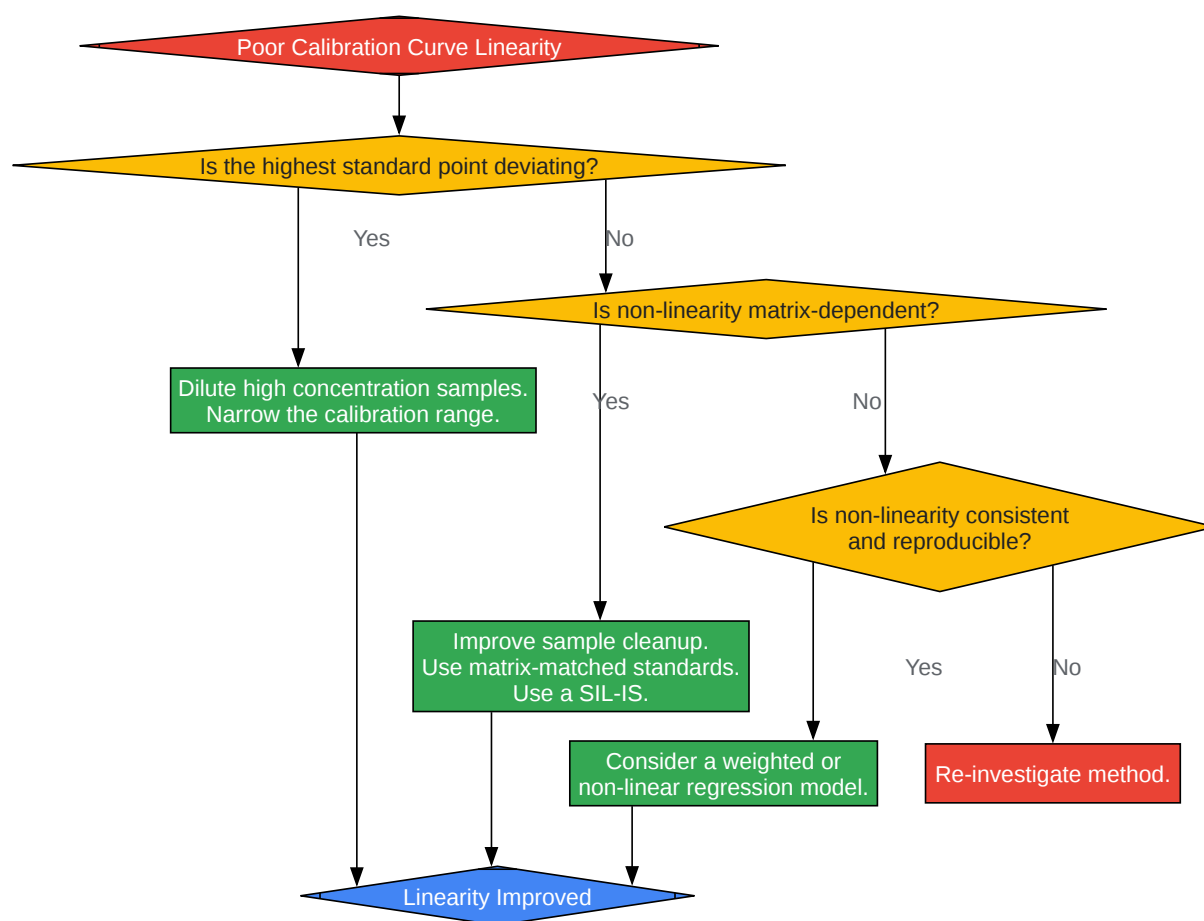 Poor Calibration Curve Linearity
Is the highest standard point deviating?
Yes
No
Is non-linearity matrix-dependent?
Dilute high concentration samples.
Narrow the calibration range.
Yes
No
Is non-linearity consistent
and reproducible?
Improve sample cleanup.
Use matrix-matched standards.
Use a SIL-IS.
Yes
No
Consider a weighted or
non-linear regression model.
Re-investigate method.
Linearity Improved